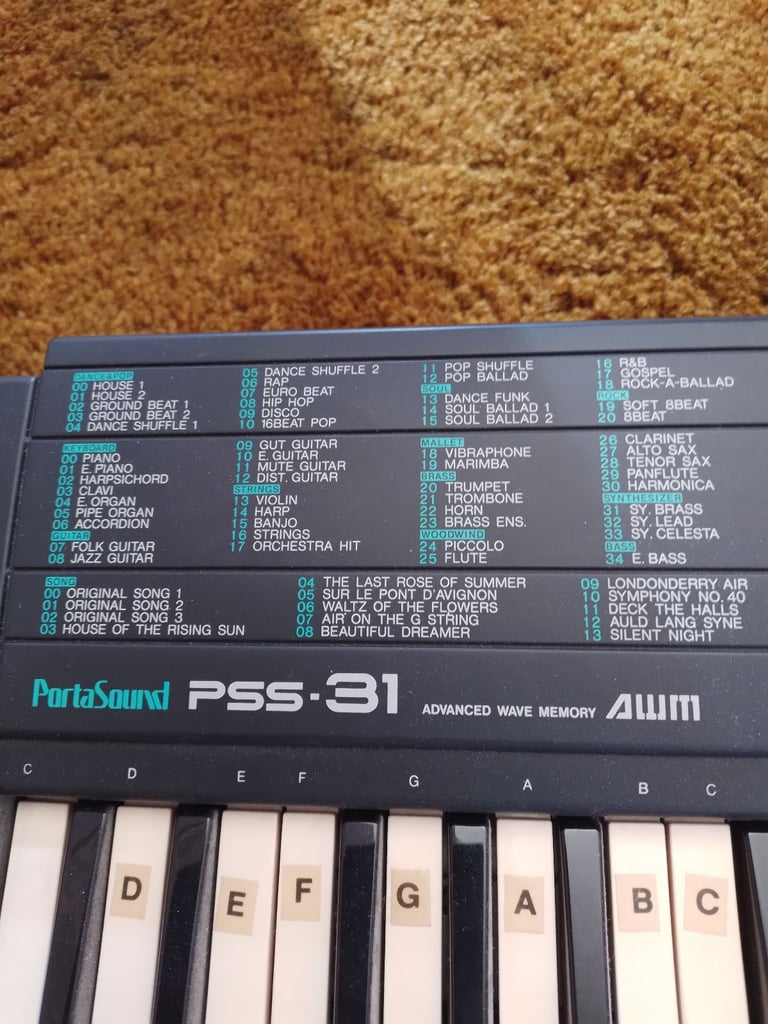 DANCE&POP
00 HOUSE 1
01 HOUSE 2
02 GROUND BEAT 1
03 GROUND BEAT 2
04 DANCE SHUFFLE 1
05 DANCE SHUFFLE 2
06 RAP
07 EURO BEAT
08 HIP HOP
09 DISCO
10 16BEAT POP
11 POP SHUFFLE
12 POP BALLAD
SOUL
13 DANCE FUNK
14 SOUL BALLAD 1
15 SOUL BALLAD 2
16 R&B
17 GOSPEL
18 ROCK-A-BALLAD
ROCK
19 SOFT 8BEAT
20 8BEAT
KEYBOARD
00 PIANO
01 E. PIANO
02 HARPSICHORD
03 CLAVI
04 E. ORGAN
05 PIPE ORGAN
06 ACCORDION
GUITAR
07 FOLK GUITAR
08 JAZZ GUITAR
09 GUT GUITAR
10 E. GUITAR
11 MUTE GUITAR
12 DIST. GUITAR
STRINGS
13 VIOLIN
14 HARP
15 BANJO
16 STRINGS
17 ORCHESTRA HIT
MALLET
18 VIBRAPHONE
19 MARIMBA
BRASS
20 TRUMPET
21 TROMBONE
22 HORN
23 BRASS ENS.
WOODWIND
24 PICCOLO
25 FLUTE
26 CLARINET
27 ALTO SAX
28 TENOR SAX
29 PANFLUTE
30 HARMONICA
SYNTHESIZER
31 SY. BRASS
32 SY. LEAD
33 SY. CELESTA
BASS
34 E. BASS
SONG
00 ORIGINAL SONG 1
01 ORIGINAL SONG 2
02 ORIGINAL SONG 3
03 HOUSE OF THE RISING SUN
04 THE LAST ROSE OF SUMMER
05 SUR LE PONT D'AVIGNON
06 WALTZ OF THE FLOWERS
07 AIR ON THE G STRING
08 BEAUTIFUL DREAMER
09 LONDONDERRY AIR
10 SYMPHONY NO. 40
11 DECK THE HALLS
12 AULD LANG SYNE
13 SILENT NIGHT
PortaSound PSS-31 ADVANCED WAVE MEMORY AWM
C D E F G A B C
D E F G A B C